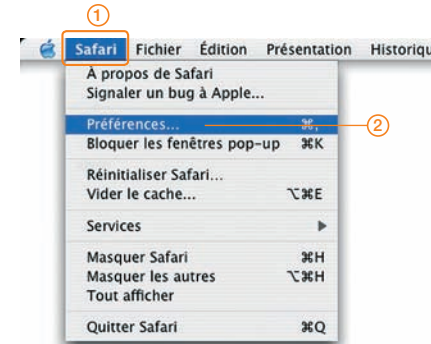 ①
Safari Fichier Édition Présentation Historiqu
À propos de Safari
Signaler un bug à Apple...
Préférences... ⌘, ②
Bloquer les fenêtres pop-up ⌘K
Réinitialiser Safari...
Vider le cache... ⌥⌘E
Services ▶
Masquer Safari ⌘H
Masquer les autres ⌥⌘H
Tout afficher
Quitter Safari ⌘Q